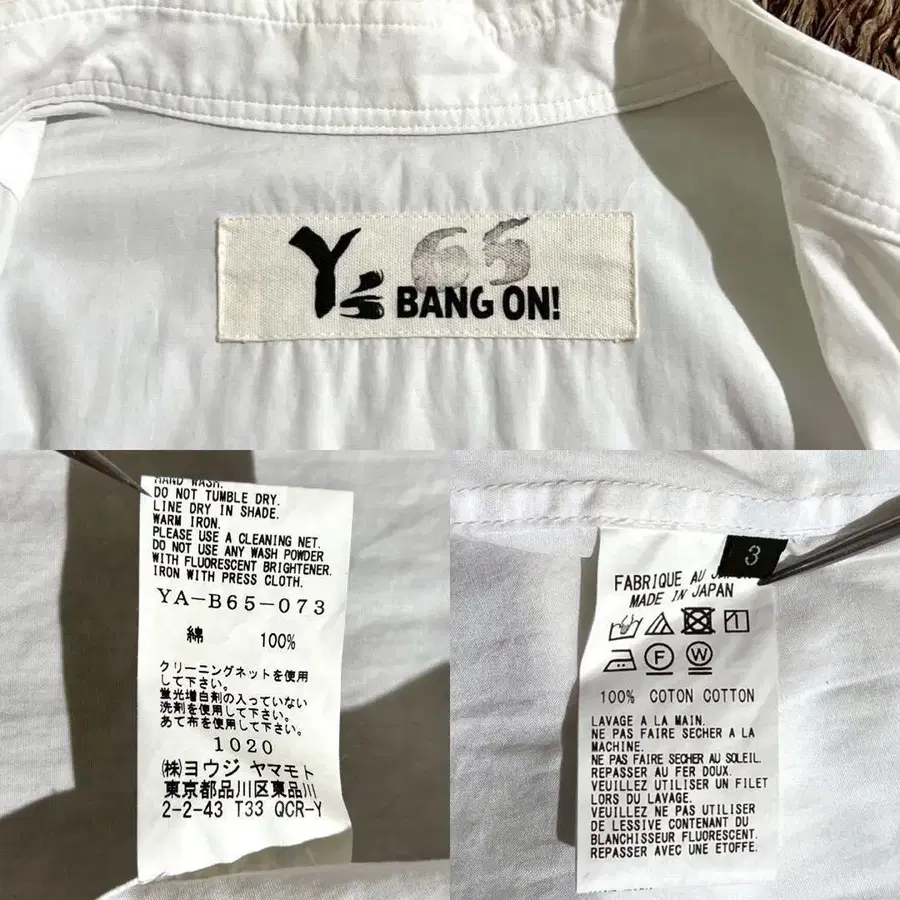 Y's 65
BANG ON!
HAND WASH.
DO NOT TUMBLE DRY.
LINE DRY IN SHADE.
WARM IRON.
PLEASE USE A CLEANING NET.
DO NOT USE ANY WASH POWDER
WITH FLUORESCENT BRIGHTENER.
IRON WITH PRESS CLOTH.
YA-B65-073
綿 100%
クリーニングネットを使用
して下さい。
蛍光増白剤の入っていない
洗剤を使用して下さい。
あて布を使用して下さい。
1020
㈱ヨウジ ヤマモト
東京都品川区東品川
2-2-43 T33 QCR-Y
3
FABRIQUE AU
MADE IN JAPAN
1
F W
100% COTON COTTON
LAVAGE A LA MAIN.
NE PAS FAIRE SECHER A LA
MACHINE.
NE PAS FAIRE SECHER AU SOLEIL.
REPASSER AU FER DOUX.
VEUILLEZ UTILISER UN FILET
LORS DU LAVAGE.
VEUILLEZ NE PAS UTILISER
DE LESSIVE CONTENANT DU
BLANCHISSEUR FLUORESCENT.
REPASSER AVEC UNE ETOFFE.